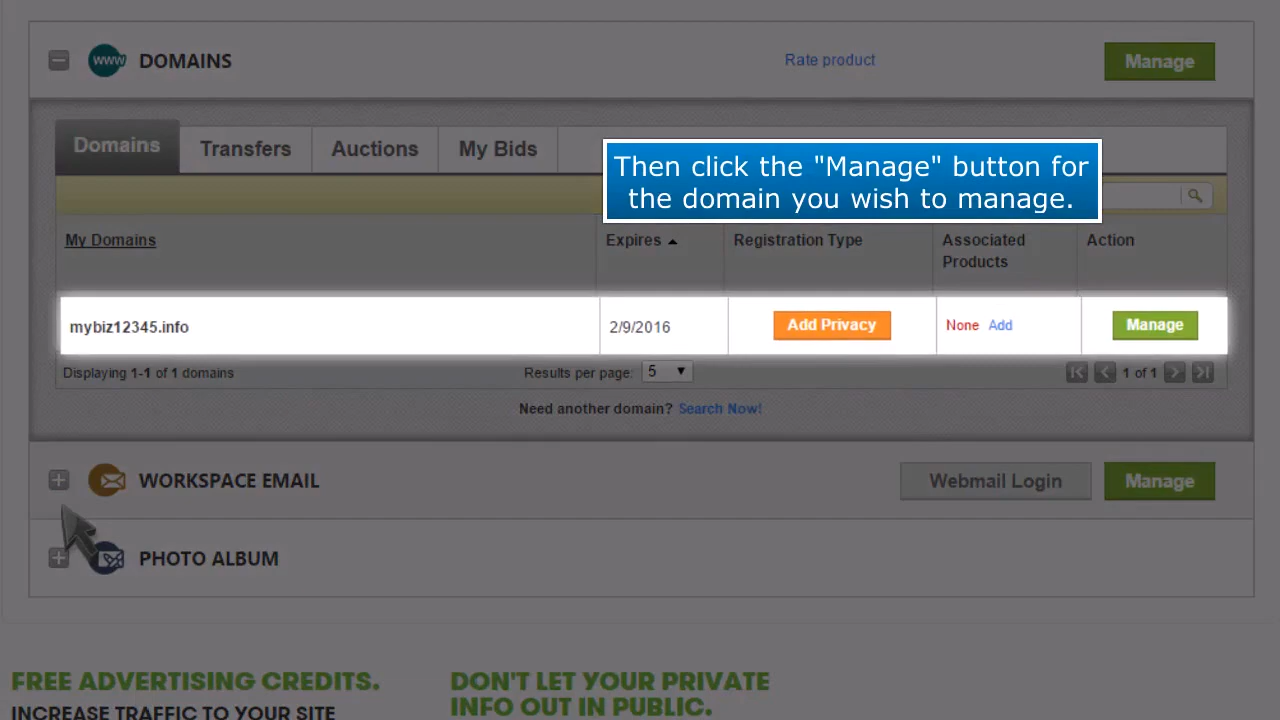 WWW DOMAINS Rate product Manage
Domains Transfers Auctions My Bids
Then click the "Manage" button for
the domain you wish to manage.
My Domains Expires Registration Type Associated Products Action
mybiz12345.info 2/9/2016 Add Privacy None Add Manage
Displaying 1-1 of 1 domains Results per page: 5 1 of 1
Need another domain? Search Now!
WORKSPACE EMAIL Webmail Login Manage
PHOTO ALBUM
FREE ADVERTISING CREDITS.
INCREASE TRAFFIC TO YOUR SITE
DON'T LET YOUR PRIVATE
INFO OUT IN PUBLIC.